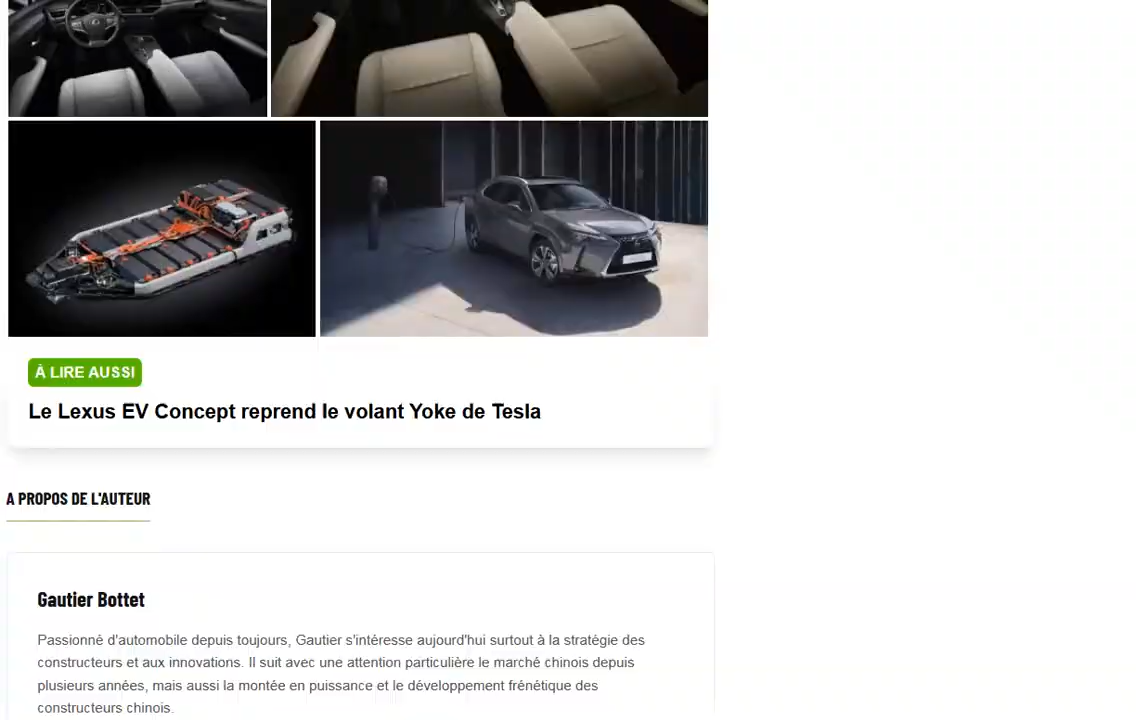 À LIRE AUSSI
Le Lexus EV Concept reprend le volant Yoke de Tesla
A PROPOS DE L'AUTEUR
Gautier Bottet
Passionné d'automobile depuis toujours, Gautier s'intéresse aujourd'hui surtout à la stratégie des
constructeurs et aux innovations. Il suit avec une attention particulière le marché chinois depuis
plusieurs années, mais aussi la montée en puissance et le développement frénétique des
constructeurs chinois.